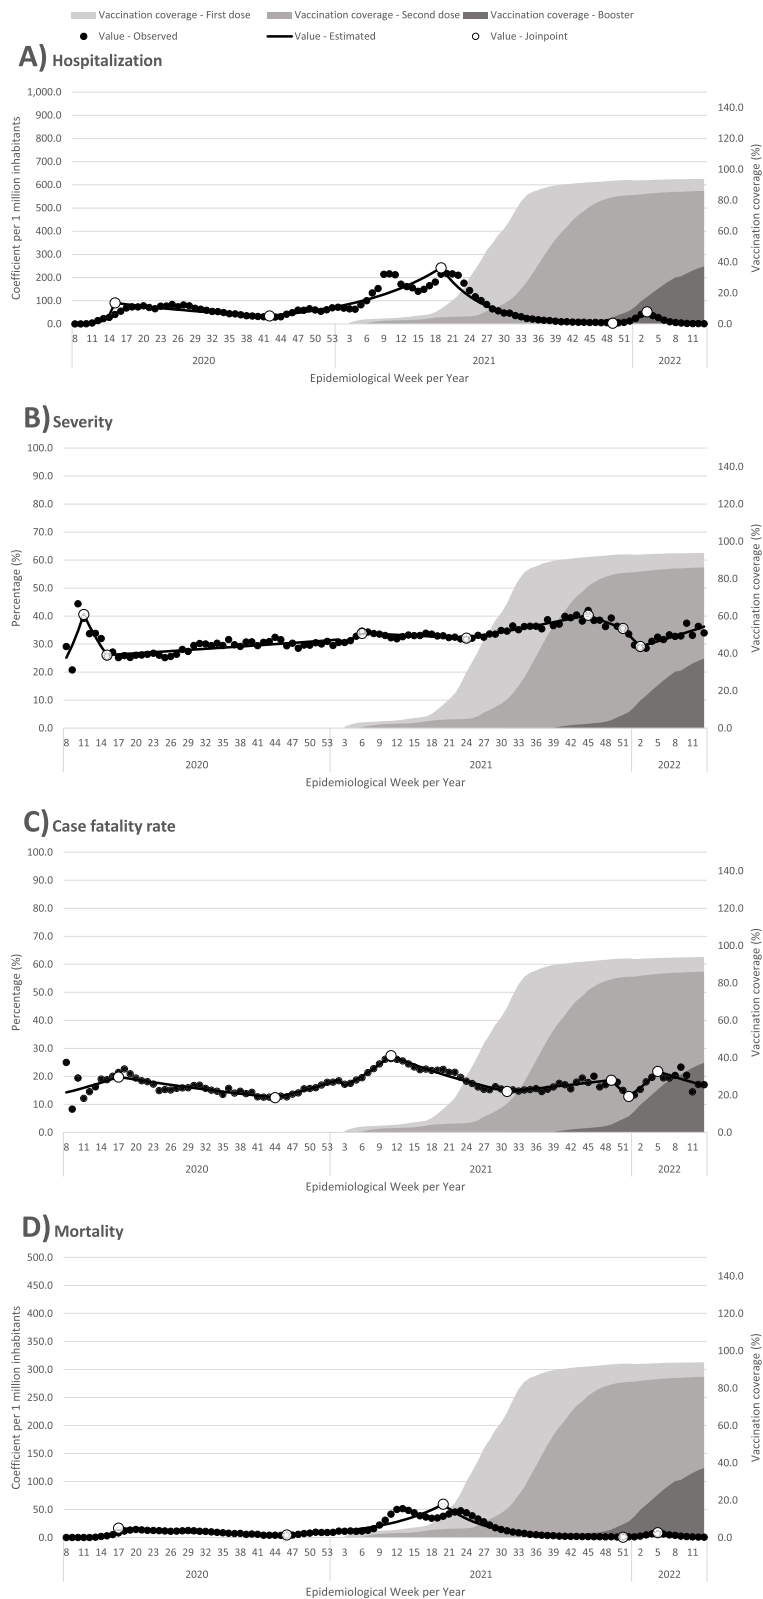 Vaccination coverage - First dose Vaccination coverage - Second dose Vaccination coverage - Booster
Value - Observed Value - Estimated Value - Joinpoint
A) Hospitalization
Coefficient per 1 million inhabitants
1,000.0
900.0
800.0
700.0
600.0
500.0
400.0
300.0
200.0
100.0
0.0
140.0
120.0
100.0
80.0
60.0
40.0
20.0
0.0
Vaccination coverage (%)
8 11 14 17 20 23 26 29 32 35 38 41 44 47 50 53 3 6 9 12 15 18 21 24 27 30 33 36 39 42 45 48 51 2 5 8 11
2020 2021 2022
Epidemiological Week per Year
B) Severity
Percentage (%)
100.0
90.0
80.0
70.0
60.0
50.0
40.0
30.0
20.0
10.0
0.0
140.0
120.0
100.0
80.0
60.0
40.0
20.0
0.0
Vaccination coverage (%)
8 11 14 17 20 23 26 29 32 35 38 41 44 47 50 53 3 6 9 12 15 18 21 24 27 30 33 36 39 42 45 48 51 2 5 8 11
2020 2021 2022
Epidemiological Week per Year
C) Case fatality rate
Percentage (%)
100.0
90.0
80.0
70.0
60.0
50.0
40.0
30.0
20.0
10.0
0.0
140.0
120.0
100.0
80.0
60.0
40.0
20.0
0.0
Vaccination coverage (%)
8 11 14 17 20 23 26 29 32 35 38 41 44 47 50 53 3 6 9 12 15 18 21 24 27 30 33 36 39 42 45 48 51 2 5 8 11
2020 2021 2022
Epidemiological Week per Year
D) Mortality
Coefficient per 1 million inhabitants
500.0
450.0
400.0
350.0
300.0
250.0
200.0
150.0
100.0
50.0
0.0
140.0
120.0
100.0
80.0
60.0
40.0
20.0
0.0
Vaccination coverage (%)
8 11 14 17 20 23 26 29 32 35 38 41 44 47 50 53 3 6 9 12 15 18 21 24 27 30 33 36 39 42 45 48 51 2 5 8 11
2020 2021 2022
Epidemiological Week per Year